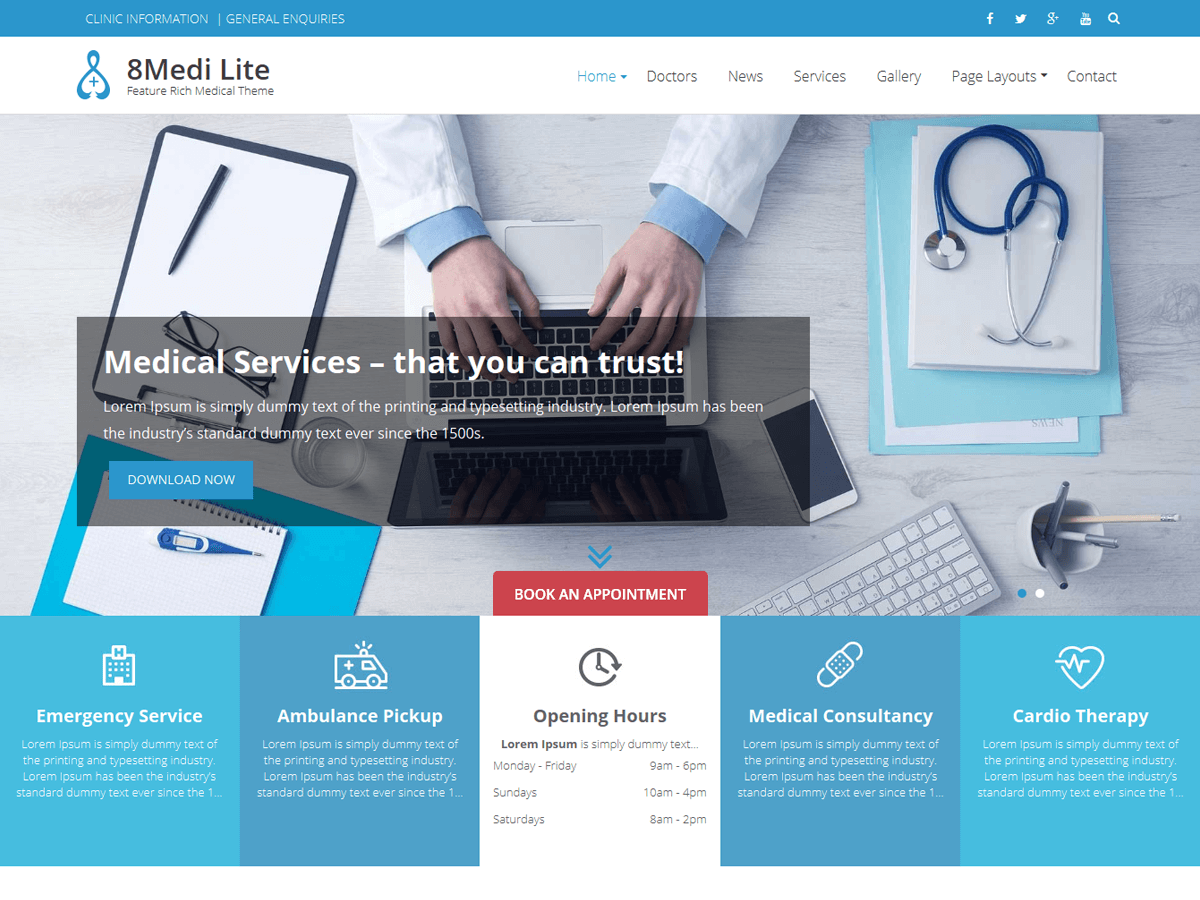 CLINIC INFORMATION | GENERAL ENQUIRIES
8Medi Lite
Feature Rich Medical Theme
Home Doctors News Services Gallery Page Layouts Contact
Medical Services – that you can trust!
Lorem Ipsum is simply dummy text of the printing and typesetting industry. Lorem Ipsum has been
the industry’s standard dummy text ever since the 1500s.
DOWNLOAD NOW
NEWS
BOOK AN APPOINTMENT
Emergency Service
Lorem Ipsum is simply dummy text of
the printing and typesetting industry.
Lorem Ipsum has been the industry's
standard dummy text ever since the 1...
Ambulance Pickup
Lorem Ipsum is simply dummy text of
the printing and typesetting industry.
Lorem Ipsum has been the industry's
standard dummy text ever since the 1...
Opening Hours
Lorem Ipsum is simply dummy text...
Monday - Friday 9am - 6pm
Sundays 10am - 4pm
Saturdays 8am - 2pm
Medical Consultancy
Lorem Ipsum is simply dummy text of
the printing and typesetting industry.
Lorem Ipsum has been the industry's
standard dummy text ever since the 1...
Cardio Therapy
Lorem Ipsum is simply dummy text of
the printing and typesetting industry.
Lorem Ipsum has been the industry's
standard dummy text ever since the 1...